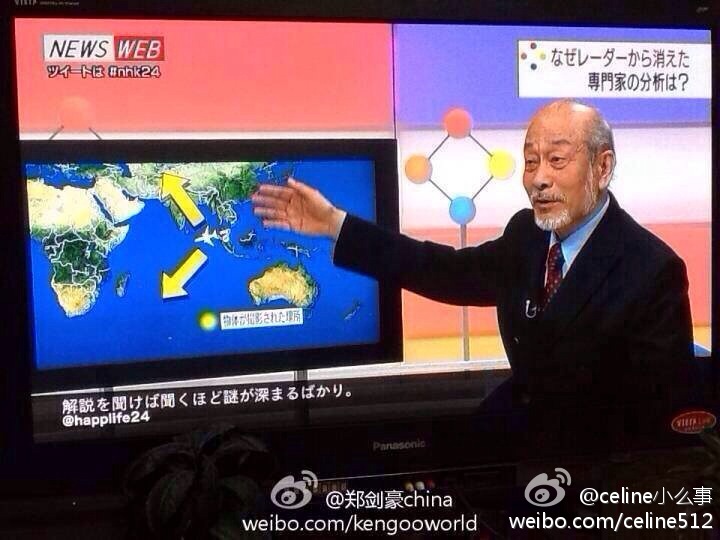 NEWS WEB
ツイートは #nhk24
なぜレーダーから消えた
専門家の分析は?
物体が撮影された場所
解説を聞けば聞くほど謎が深まるばかり。
@happlife24
Panasonic
@郑剑豪china
weibo.com/kengooworld
@celine小么事
weibo.com/celine512